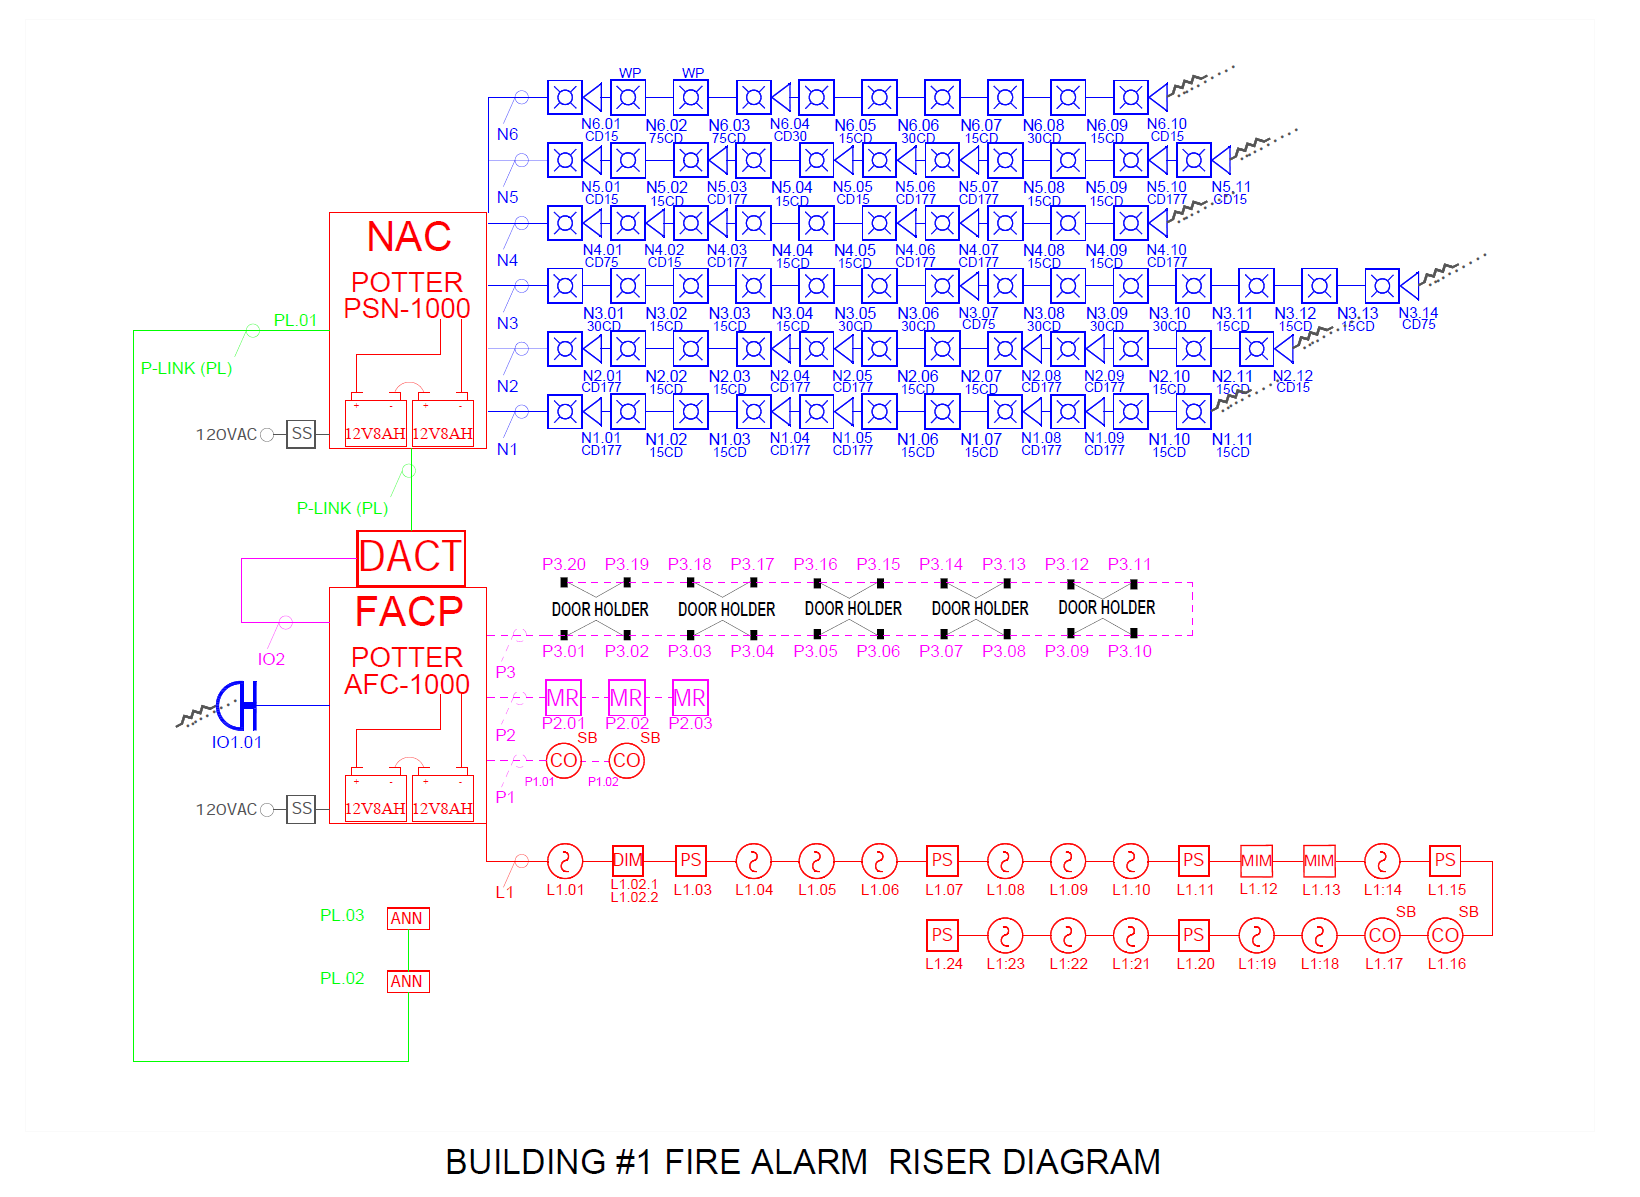 WP WP
N6
N6.01 N6.02 N6.03 N6.04 N6.05 N6.06 N6.07 N6.08 N6.09 N6.10
CD15 75CD 75CD CD30 15CD 30CD 15CD 30CD 15CD CD15
N5
N5.01 N5.02 N5.03 N5.04 N5.05 N5.06 N5.07 N5.08 N5.09 N5.10 N5.11
CD15 15CD CD177 15CD CD15 CD177 CD177 15CD 15CD CD177 CD15
N4
N4.01 N4.02 N4.03 N4.04 N4.05 N4.06 N4.07 N4.08 N4.09 N4.10
CD75 CD15 CD177 15CD 15CD CD177 CD177 15CD 15CD CD177
N3
N3.01 N3.02 N3.03 N3.04 N3.05 N3.06 N3.07 N3.08 N3.09 N3.10 N3.11 N3.12 N3.13 N3.14
30CD 15CD 15CD 15CD 30CD 30CD CD75 30CD 30CD 30CD 15CD 15CD 15CD CD75
N2
N2.01 N2.02 N2.03 N2.04 N2.05 N2.06 N2.07 N2.08 N2.09 N2.10 N2.11 N2.12
CD177 15CD 15CD CD177 CD177 15CD 15CD CD177 CD177 15CD 15CD CD15
N1
N1.01 N1.02 N1.03 N1.04 N1.05 N1.06 N1.07 N1.08 N1.09 N1.10 N1.11
CD177 15CD 15CD CD177 CD177 15CD 15CD CD177 CD177 15CD 15CD
NAC
POTTER
PSN-1000
PL.01
P-LINK (PL)
+ - + -
12V8AH 12V8AH
120VAC SS
P-LINK (PL)
DACT
FACP
POTTER
AFC-1000
IO2
IO1.01
+ - + -
12V8AH 12V8AH
120VAC SS
P3.20 P3.19 P3.18 P3.17 P3.16 P3.15 P3.14 P3.13 P3.12 P3.11
DOOR HOLDER DOOR HOLDER DOOR HOLDER DOOR HOLDER DOOR HOLDER
P3.01 P3.02 P3.03 P3.04 P3.05 P3.06 P3.07 P3.08 P3.09 P3.10
P3
MR MR MR
P2.01 P2.02 P2.03
P2
SB SB
CO CO
P1.01 P1.02
P1
DIM PS PS PS MIM MIM PS
L1
L1.01 L1.02.1 L1.03 L1.04 L1.05 L1.06 L1.07 L1.08 L1.09 L1.10 L1.11 L1.12 L1.13 L1:14 L1.15
L1.02.2
SB SB
PS PS CO CO
L1.24 L1:23 L1:22 L1:21 L1.20 L1:19 L1:18 L1.17 L1.16
PL.03 ANN
PL.02 ANN
BUILDING #1 FIRE ALARM RISER DIAGRAM